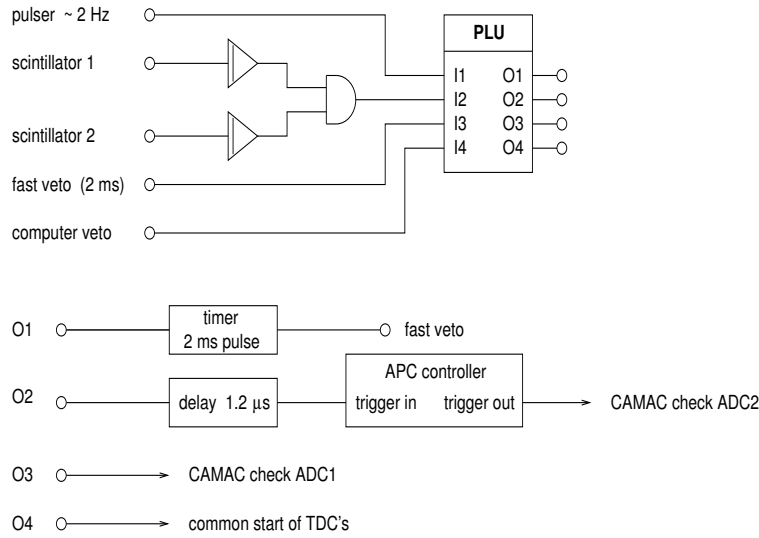 pulser ~ 2 Hz
PLU
scintillator 1
I1 O1
I2 O2
I3 O3
I4 O4
scintillator 2
fast veto (2 ms)
computer veto
O1
timer
2 ms pulse
fast veto
O2
delay 1.2 μs
APC controller
trigger in trigger out
CAMAC check ADC2
O3
CAMAC check ADC1
O4
common start of TDC's